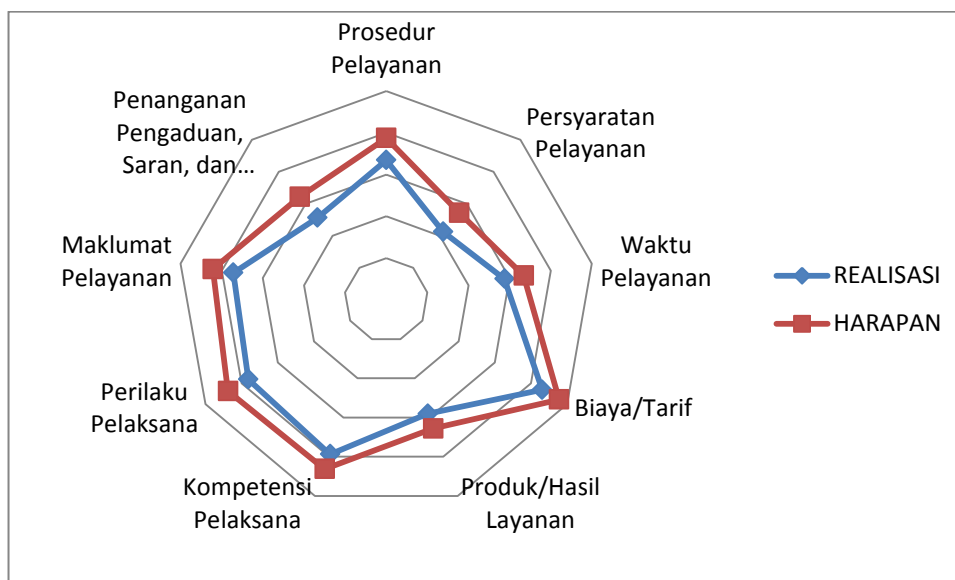 Prosedur
Pelayanan
Persyaratan
Pelayanan
Waktu
Pelayanan
Biaya/Tarif
Produk/Hasil
Layanan
Kompetensi
Pelaksana
Perilaku
Pelaksana
Maklumat
Pelayanan
Penanganan
Pengaduan,
Saran, dan…
REALISASI
HARAPAN